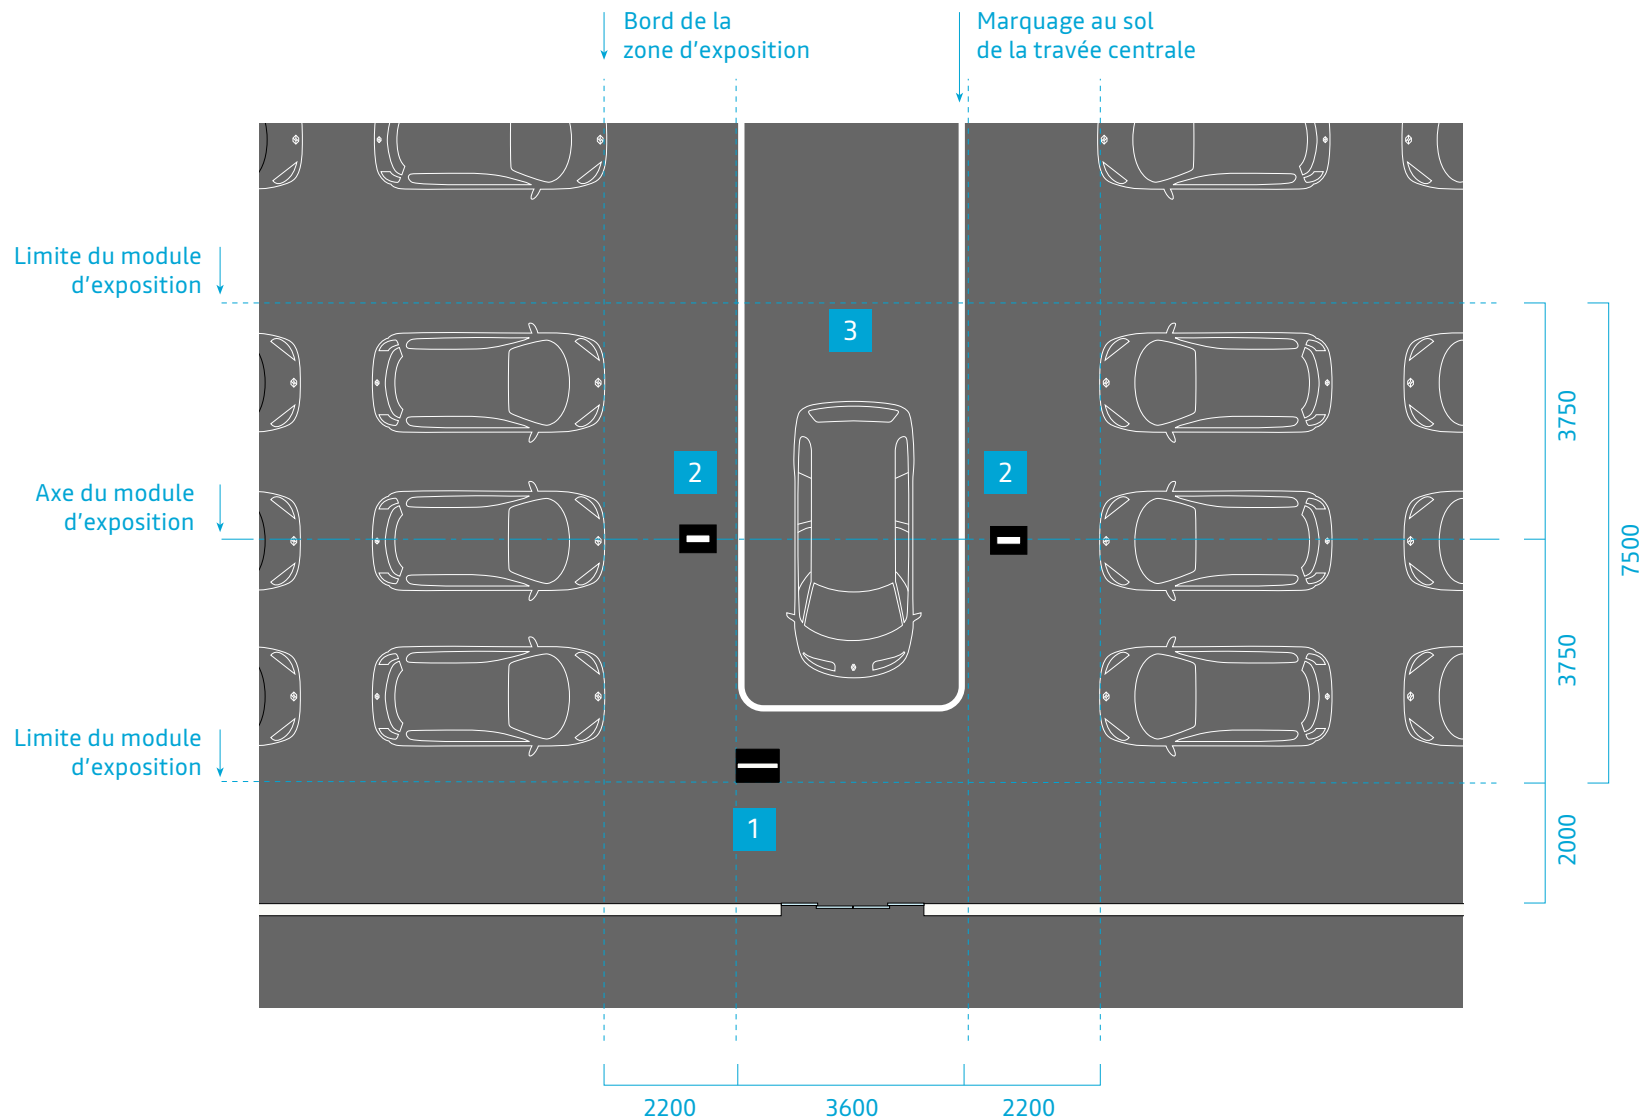 Bord de la
zone d'exposition
Marquage au sol
de la travée centrale
Limite du module
d'exposition
3
3750
2
2
Axe du module
d'exposition
7500
3750
Limite du module
d'exposition
1
2000
2200
3600
2200